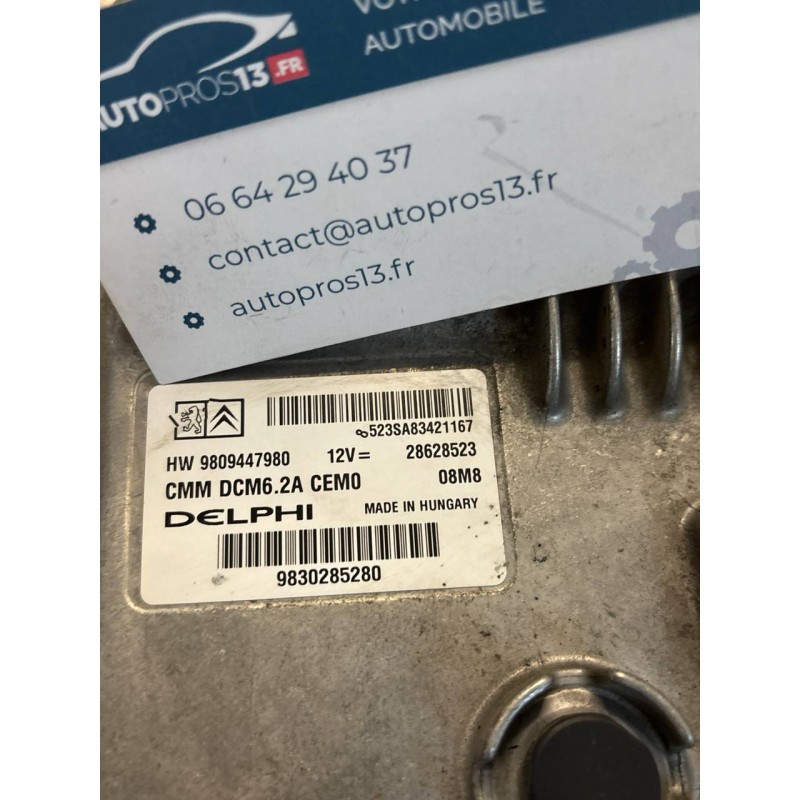 AUTOMOBILE
AUTOPROS13.FR
06 64 29 40 37
contact@autopros13.fr
autopros13.fr
523SA83421167
HW 9809447980 12V= 28628523
CMM DCM6.2A CEM0 08M8
DELPHI MADE IN HUNGARY
9830285280